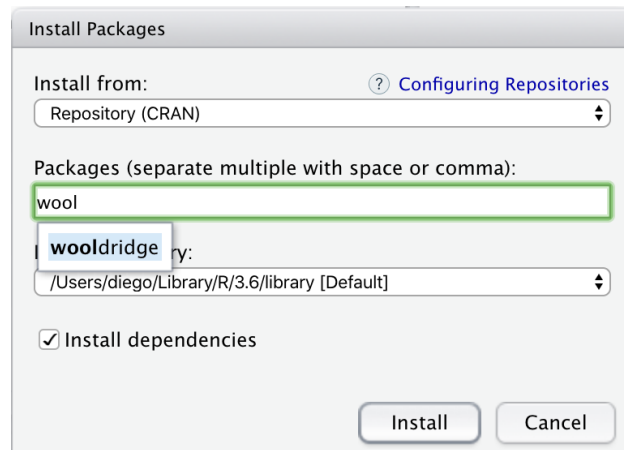 Install Packages
Install from:
? Configuring Repositories
Repository (CRAN)
Packages (separate multiple with space or comma):
wool
wooldridge
ry:
/Users/diego/Library/R/3.6/library [Default]
Install dependencies
Install
Cancel